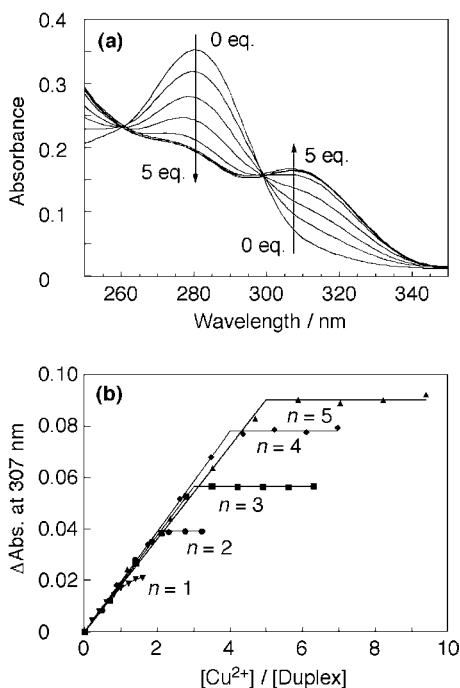 (a)
0.4
0 eq.
0.3
Absorbance
0.2
5 eq.
5 eq.
0.1
0 eq.
0
260 280 300 320 340
Wavelength / nm
(b)
0.10
0.08
n = 5
n = 4
ΔAbs. at 307 nm
0.06
n = 3
0.04
n = 2
0.02
n = 1
0
0 2 4 6 8 10
[Cu²⁺] / [Duplex]